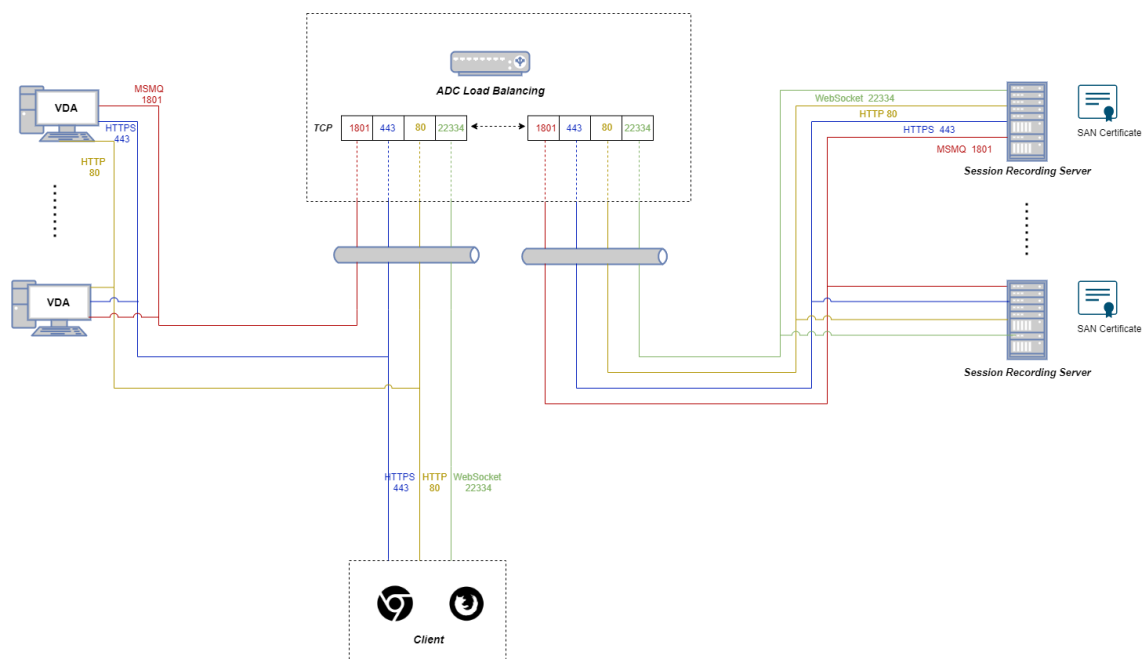 ADC Load Balancing
TCP
1801 443 80 22334
1801 443 80 22334
VDA
MSMQ
1801
HTTPS
443
HTTP
80
VDA
WebSocket 22334
HTTP 80
HTTPS 443
MSMQ 1801
SAN Certificate
Session Recording Server
SAN Certificate
Session Recording Server
HTTPS
443
HTTP
80
WebSocket
22334
Client